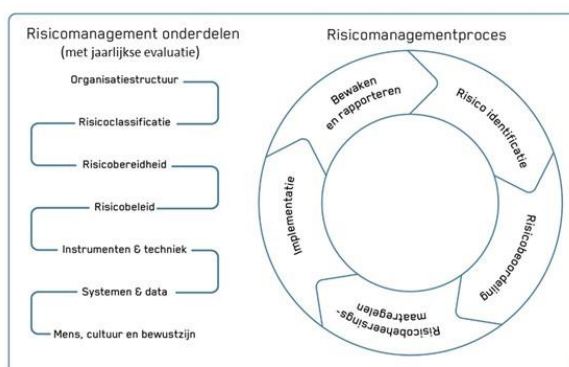 Risicomanagement onderdelen
(met jaarlijkse evaluatie)
Organisatiestructuur
Risicoclassificatie
Risicobereidheid
Risicobeleid
Instrumenten & techniek
Systemen & data
Mens, cultuur en bewustzijn
Risicomanagementproces
Bewaken
en rapporteren
Risico identificatie
Risicobeoordeling
Risicobeheersings-
maatregelen
Implementatie